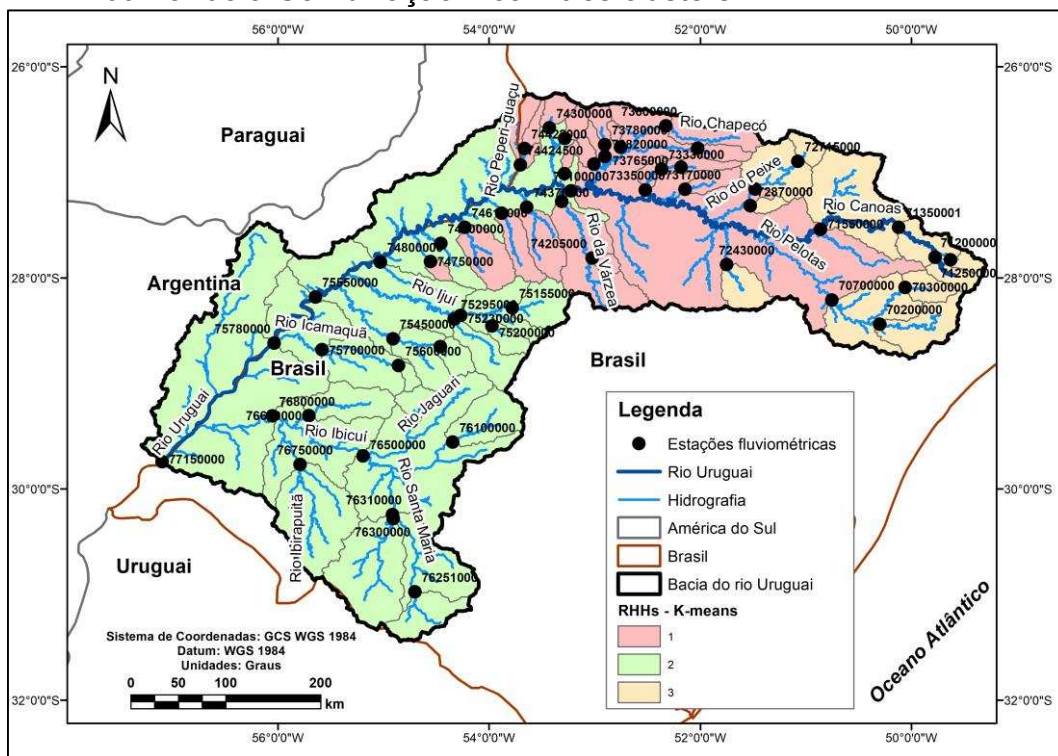 56°0'0"W 54°0'0"W 52°0'0"W 50°0'0"W
26°0'0"S 26°0'0"S
N
Paraguai
Rio Peperi-guaçu
74300000
Rio Chapecó
74424500
73780000
73765000
73330000
73350000
73170000
72715000
Rio do Peixe
72870000
Rio Canoas
71350001
71200000
71250000
Rio Pelotas
72430000
74205000
Rio da Várzea
70700000
70300000
70200000
28°0'0"S 28°0'0"S
Argentina
74800000
74750000
75550000
Rio Ijuí
75295000
75155000
75230000
75200000
Rio Icamaquã
75450000
75780000
75700000
Brasil
Brasil
Rio Jaguari
Rio Uruguai
76800000
Rio Ibicuí
76500000
76100000
77150000
76750000
Rio Santa Maria
30°0'0"S 30°0'0"S
76310000
76300000
Rio Ibirapuitã
76251000
Uruguai
Oceano Atlântico
Legenda
Estações fluviométricas
Rio Uruguai
Hidrografia
América do Sul
Brasil
Bacia do rio Uruguai
RHHs - K-means
1
2
3
Sistema de Coordenadas: GCS WGS 1984
Datum: WGS 1984
Unidades: Graus
0 50 100 200
km
32°0'0"S 32°0'0"S
56°0'0"W 54°0'0"W 52°0'0"W 50°0'0"W